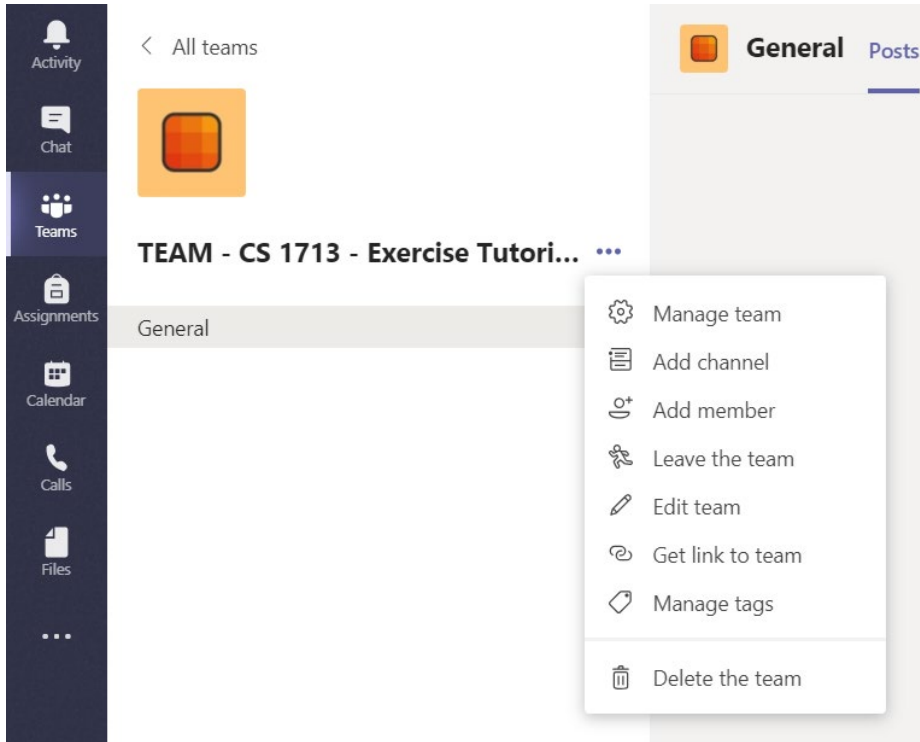 Activity
Chat
Teams
Assignments
Calendar
Calls
Files
All teams
TEAM - CS 1713 - Exercise Tutori...
General
Manage team
Add channel
Add member
Leave the team
Edit team
Get link to team
Manage tags
Delete the team
General Posts